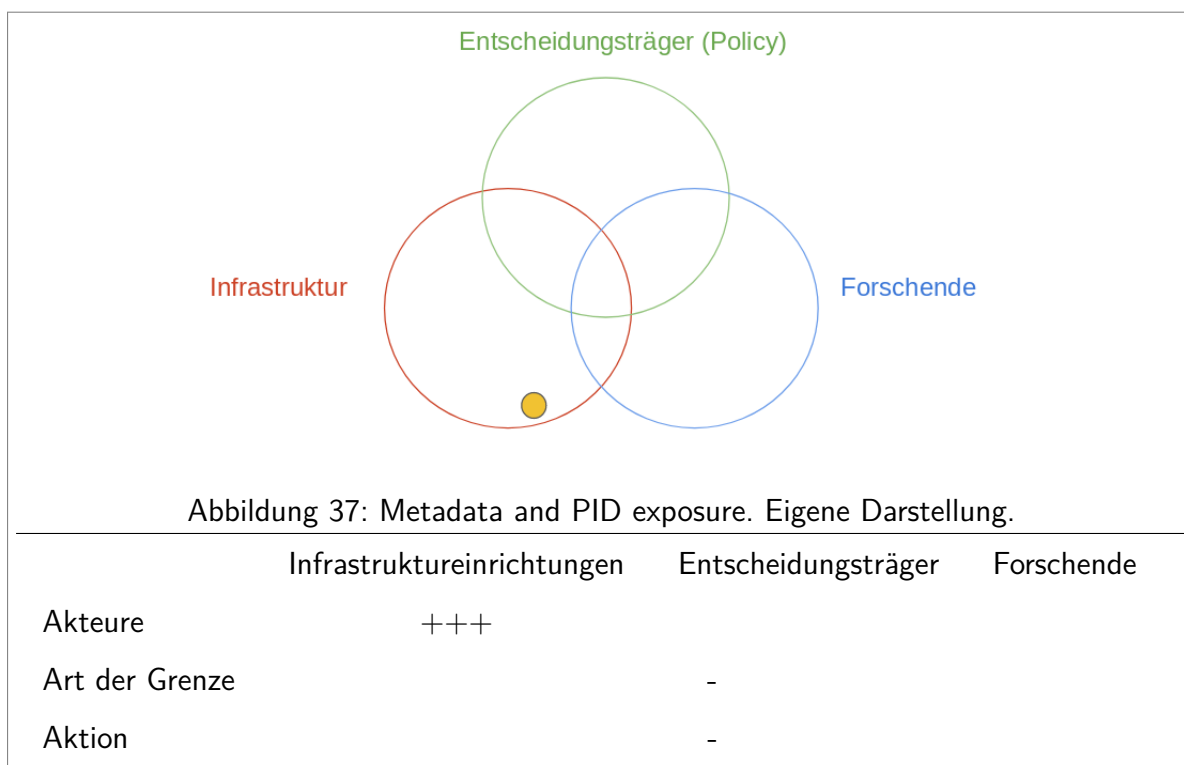 Entscheidungsträger (Policy)
Infrastruktur
Forschende
Abbildung 37: Metadata and PID exposure. Eigene Darstellung.
Infrastruktureinrichtungen Entscheidungsträger Forschende
Akteure +++
Art der Grenze -
Aktion -